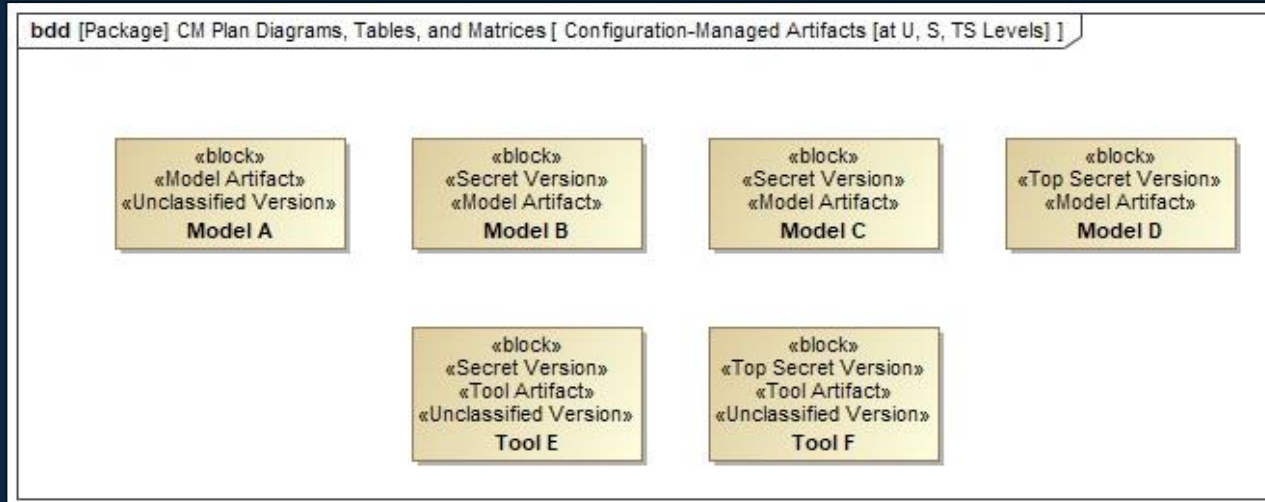 bdd [Package] CM Plan Diagrams, Tables, and Matrices [ Configuration-Managed Artifacts [at U, S, TS Levels] ]
«block»
«Model Artifact»
«Unclassified Version»
Model A
«block»
«Secret Version»
«Model Artifact»
Model B
«block»
«Secret Version»
«Model Artifact»
Model C
«block»
«Top Secret Version»
«Model Artifact»
Model D
«block»
«Secret Version»
«Tool Artifact»
«Unclassified Version»
Tool E
«block»
«Top Secret Version»
«Tool Artifact»
«Unclassified Version»
Tool F